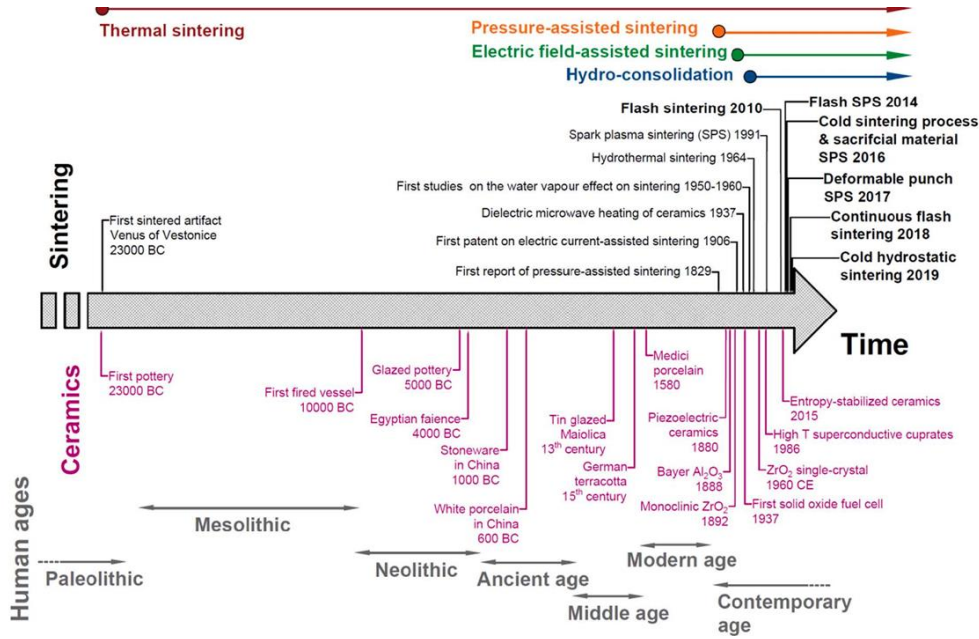 Thermal sintering
Pressure-assisted sintering
Electric field-assisted sintering
Hydro-consolidation
Flash sintering 2010
Flash SPS 2014
Spark plasma sintering (SPS) 1991
Cold sintering process
& sacrifcial material
SPS 2016
Hydrothermal sintering 1964
First studies on the water vapour effect on sintering 1950-1960
Deformable punch
SPS 2017
Dielectric microwave heating of ceramics 1937
Continuous flash
sintering 2018
First patent on electric current-assisted sintering 1906
First report of pressure-assisted sintering 1829
Cold hydrostatic
sintering 2019
First sintered artifact
Venus of Vestonice
23000 BC
Sintering
Time
Ceramics
First pottery
23000 BC
First fired vessel
10000 BC
Glazed pottery
5000 BC
Egyptian faience
4000 BC
Stoneware
in China
1000 BC
White porcelain
in China
600 BC
Tin glazed
Maiolica
13th century
German
terracotta
15th century
Medici
porcelain
1580
Piezoelectric
ceramics
1880
Bayer Al₂O₃
1888
Monoclinic ZrO₂
1892
Entropy-stabilized ceramics
2015
High T superconductive cuprates
1986
ZrO₂ single-crystal
1960 CE
First solid oxide fuel cell
1937
Human ages
Paleolithic
Mesolithic
Neolithic
Ancient age
Middle age
Modern age
Contemporary
age